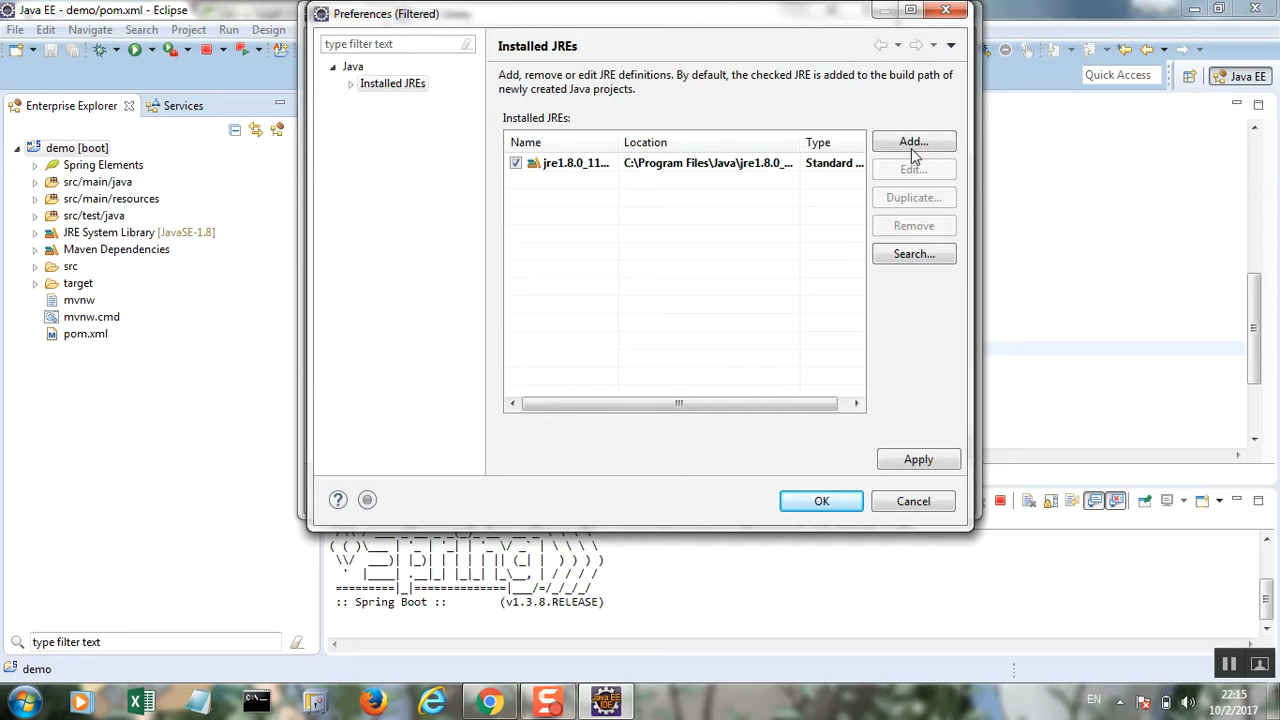 Java EE - demo/pom.xml - Eclipse
Preferences (Filtered)
File Edit Navigate Search Project Run Design
type filter text
Installed JREs
Java
Installed JREs
Add, remove or edit JRE definitions. By default, the checked JRE is added to the build path of
newly created Java projects.
Quick Access
Java EE
Enterprise Explorer
Services
Installed JREs:
Name Location Type
jre1.8.0_11... C:\Program Files\Java\jre1.8.0_... Standard ...
Add...
Edit...
Duplicate...
Remove
Search...
demo [boot]
Spring Elements
src/main/java
src/main/resources
src/test/java
JRE System Library [JavaSE-1.8]
Maven Dependencies
src
target
mvnw
mvnw.cmd
pom.xml
Apply
OK
Cancel
:: Spring Boot :: (v1.3.8.RELEASE)
type filter text
demo
EN
22:15
10/2/2017